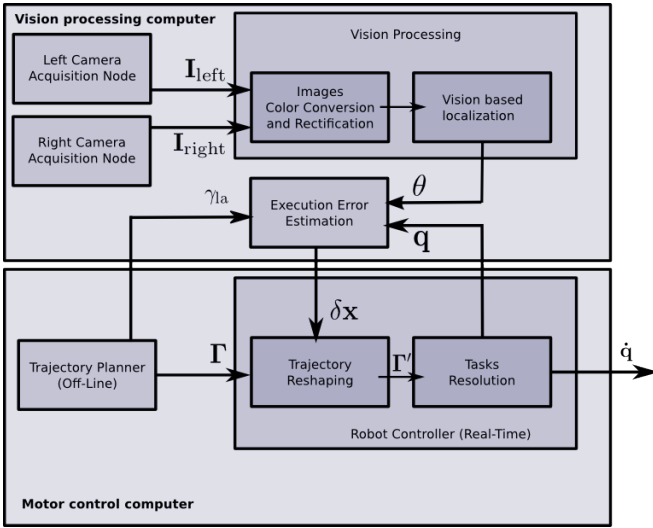 Vision processing computer
Vision Processing
Left Camera
Acquisition Node
I_left
Images
Color Conversion
and Rectification
Vision based
localization
Right Camera
Acquisition Node
I_right
γ_la
Execution Error
Estimation
θ
q
δx
Trajectory Planner
(Off-Line)
Γ
Trajectory
Reshaping
Γ′
Tasks
Resolution
q̇
Robot Controller (Real-Time)
Motor control computer